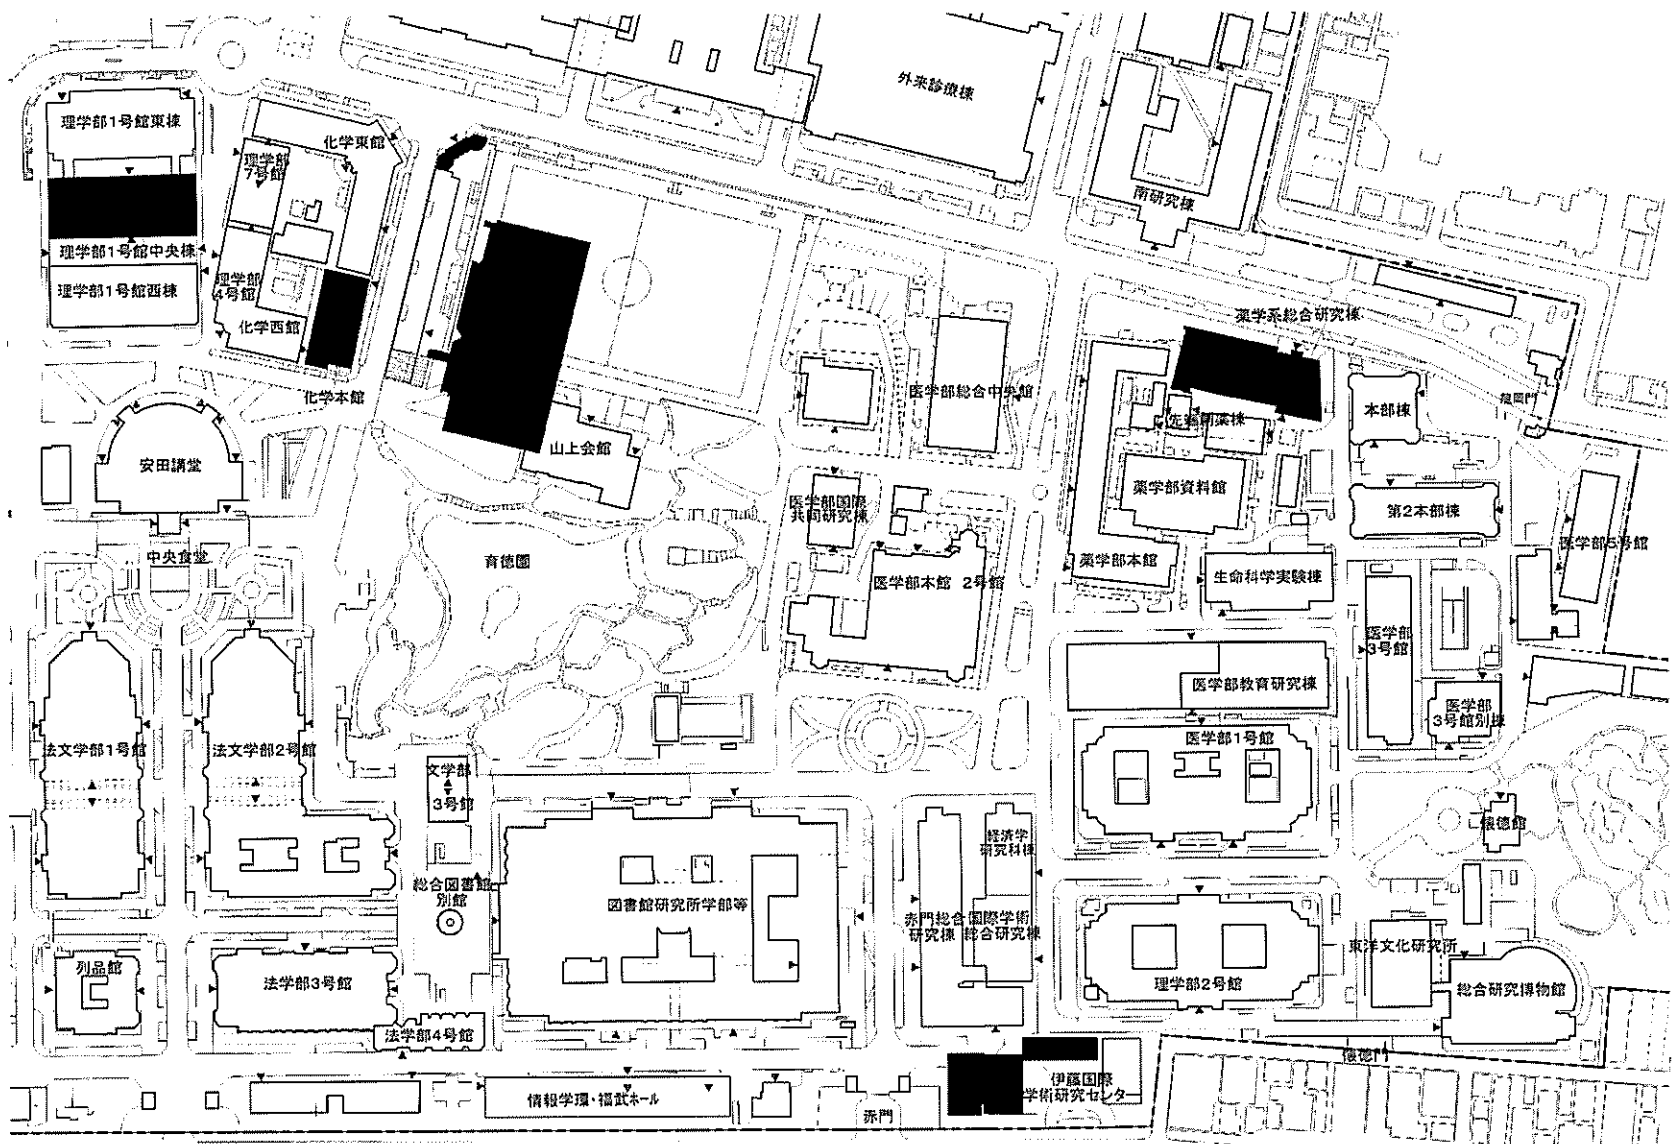 外来診療棟
理学部1号館東棟
化学東館
理学部
7号館
南研究棟
理学部1号館中央棟
理学部1号館西棟
理学部
4号館
化学西館
化学本館
薬学系総合研究棟
医学部総合中央館
本部棟
龍岡門
山上会館
安田講堂
医学部国際
共同研究棟
薬学部資料館
第2本部棟
中央食堂
育徳園
医学部本館 2号館
薬学部本館
生命科学実験棟
医学部5号館
医学部
3号館
医学部教育研究棟
医学部
3号館別棟
法文学部1号館
法文学部2号館
医学部1号館
文学部
3号館
懐徳館
経済学
研究科棟
総合図書館
別館
図書館研究所学部等
赤門総合
研究棟
国際学術
総合研究棟
東洋文化研究所
列品館
法学部3号館
理学部2号館
総合研究博物館
法学部4号館
懐徳門
伊藤国際
学術研究センター
情報学環・福武ホール
赤門